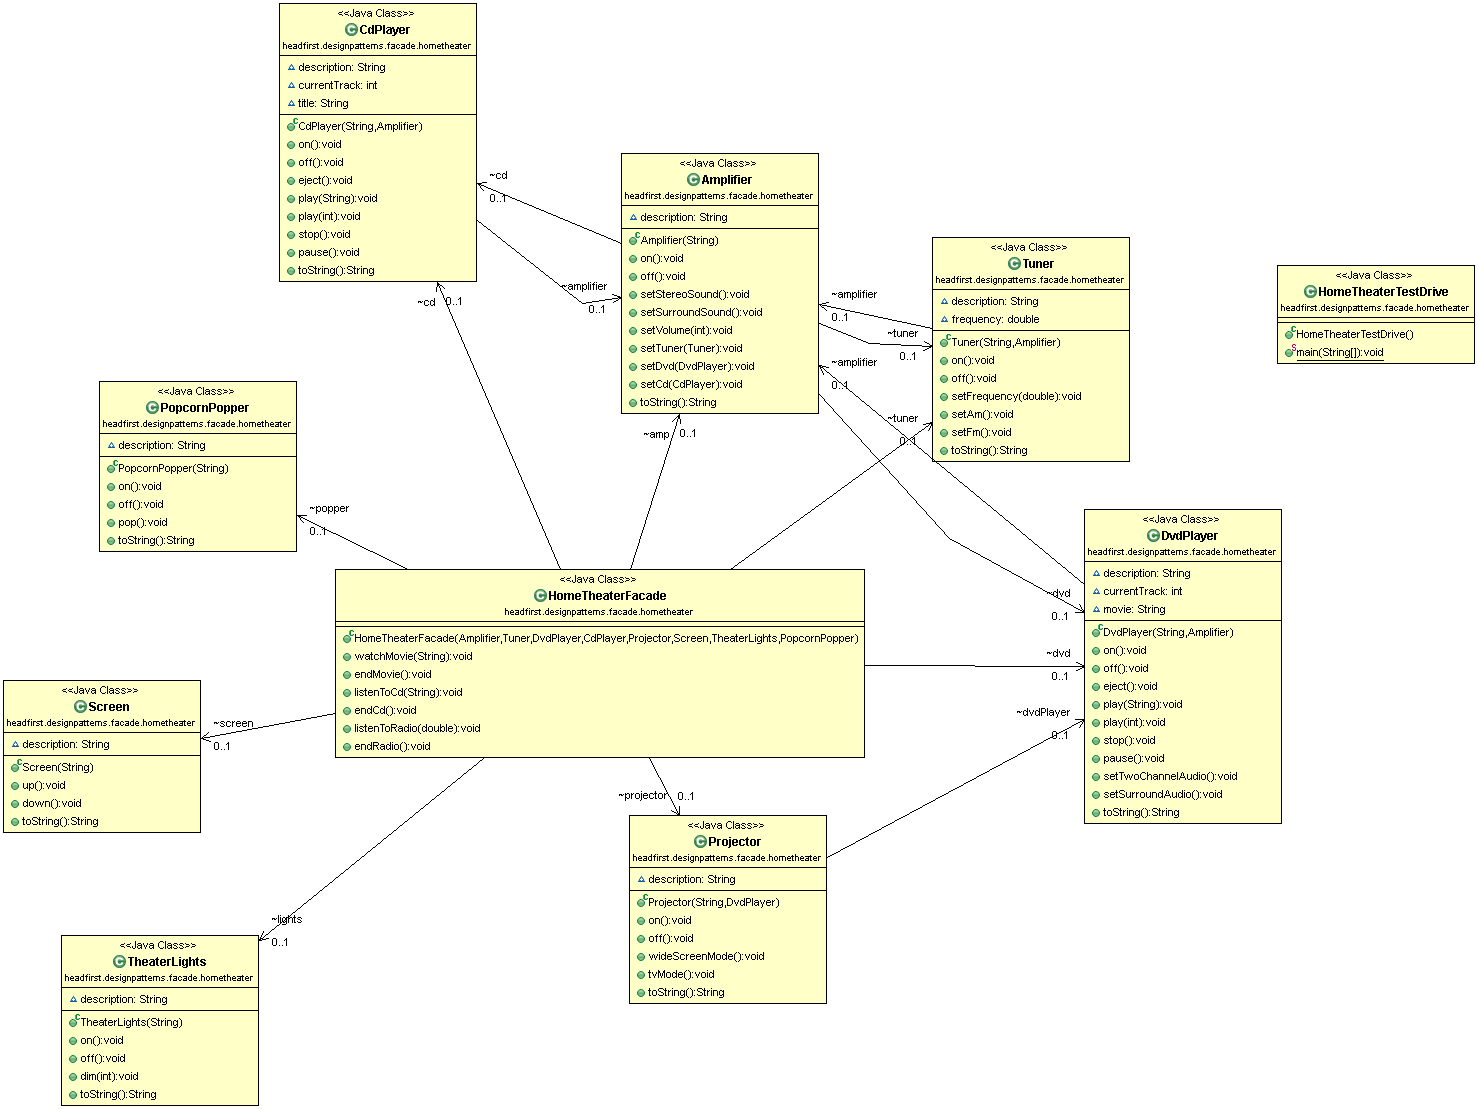 <<Java Class>>
CdPlayer
headfirst.designpatterns.facade.hometheater
description: String
currentTrack: int
title: String
CdPlayer(String,Amplifier)
on():void
off():void
eject():void
play(String):void
play(int):void
stop():void
pause():void
toString():String
~cd
0..1
~amplifier
0..1
~cd
0..1
<<Java Class>>
Amplifier
headfirst.designpatterns.facade.hometheater
description: String
Amplifier(String)
on():void
off():void
setStereoSound():void
setSurroundSound():void
setVolume(int):void
setTuner(Tuner):void
setDvd(DvdPlayer):void
setCd(CdPlayer):void
toString():String
~amplifier
0..1
~tuner
0..1
~amplifier
0..1
~tuner
0..1
~amp
0..1
<<Java Class>>
Tuner
headfirst.designpatterns.facade.hometheater
description: String
frequency: double
Tuner(String,Amplifier)
on():void
off():void
setFrequency(double):void
setAm():void
setFm():void
toString():String
<<Java Class>>
HomeTheaterTestDrive
headfirst.designpatterns.facade.hometheater
HomeTheaterTestDrive()
main(String[]):void
<<Java Class>>
PopcornPopper
headfirst.designpatterns.facade.hometheater
description: String
PopcornPopper(String)
on():void
off():void
pop():void
toString():String
~popper
0..1
<<Java Class>>
HomeTheaterFacade
headfirst.designpatterns.facade.hometheater
HomeTheaterFacade(Amplifier,Tuner,DvdPlayer,CdPlayer,Projector,Screen,TheaterLights,PopcornPopper)
watchMovie(String):void
endMovie():void
listenToCd(String):void
endCd():void
listenToRadio(double):void
endRadio():void
~dvd
0..1
~dvd
0..1
~dvdPlayer
0..1
<<Java Class>>
DvdPlayer
headfirst.designpatterns.facade.hometheater
description: String
currentTrack: int
movie: String
DvdPlayer(String,Amplifier)
on():void
off():void
eject():void
play(String):void
play(int):void
stop():void
pause():void
setTwoChannelAudio():void
setSurroundAudio():void
toString():String
<<Java Class>>
Screen
headfirst.designpatterns.facade.hometheater
description: String
Screen(String)
up():void
down():void
toString():String
~screen
0..1
~projector
0..1
<<Java Class>>
Projector
headfirst.designpatterns.facade.hometheater
description: String
Projector(String,DvdPlayer)
on():void
off():void
wideScreenMode():void
tvMode():void
toString():String
~lights
0..1
<<Java Class>>
TheaterLights
headfirst.designpatterns.facade.hometheater
description: String
TheaterLights(String)
on():void
off():void
dim(int):void
toString():String